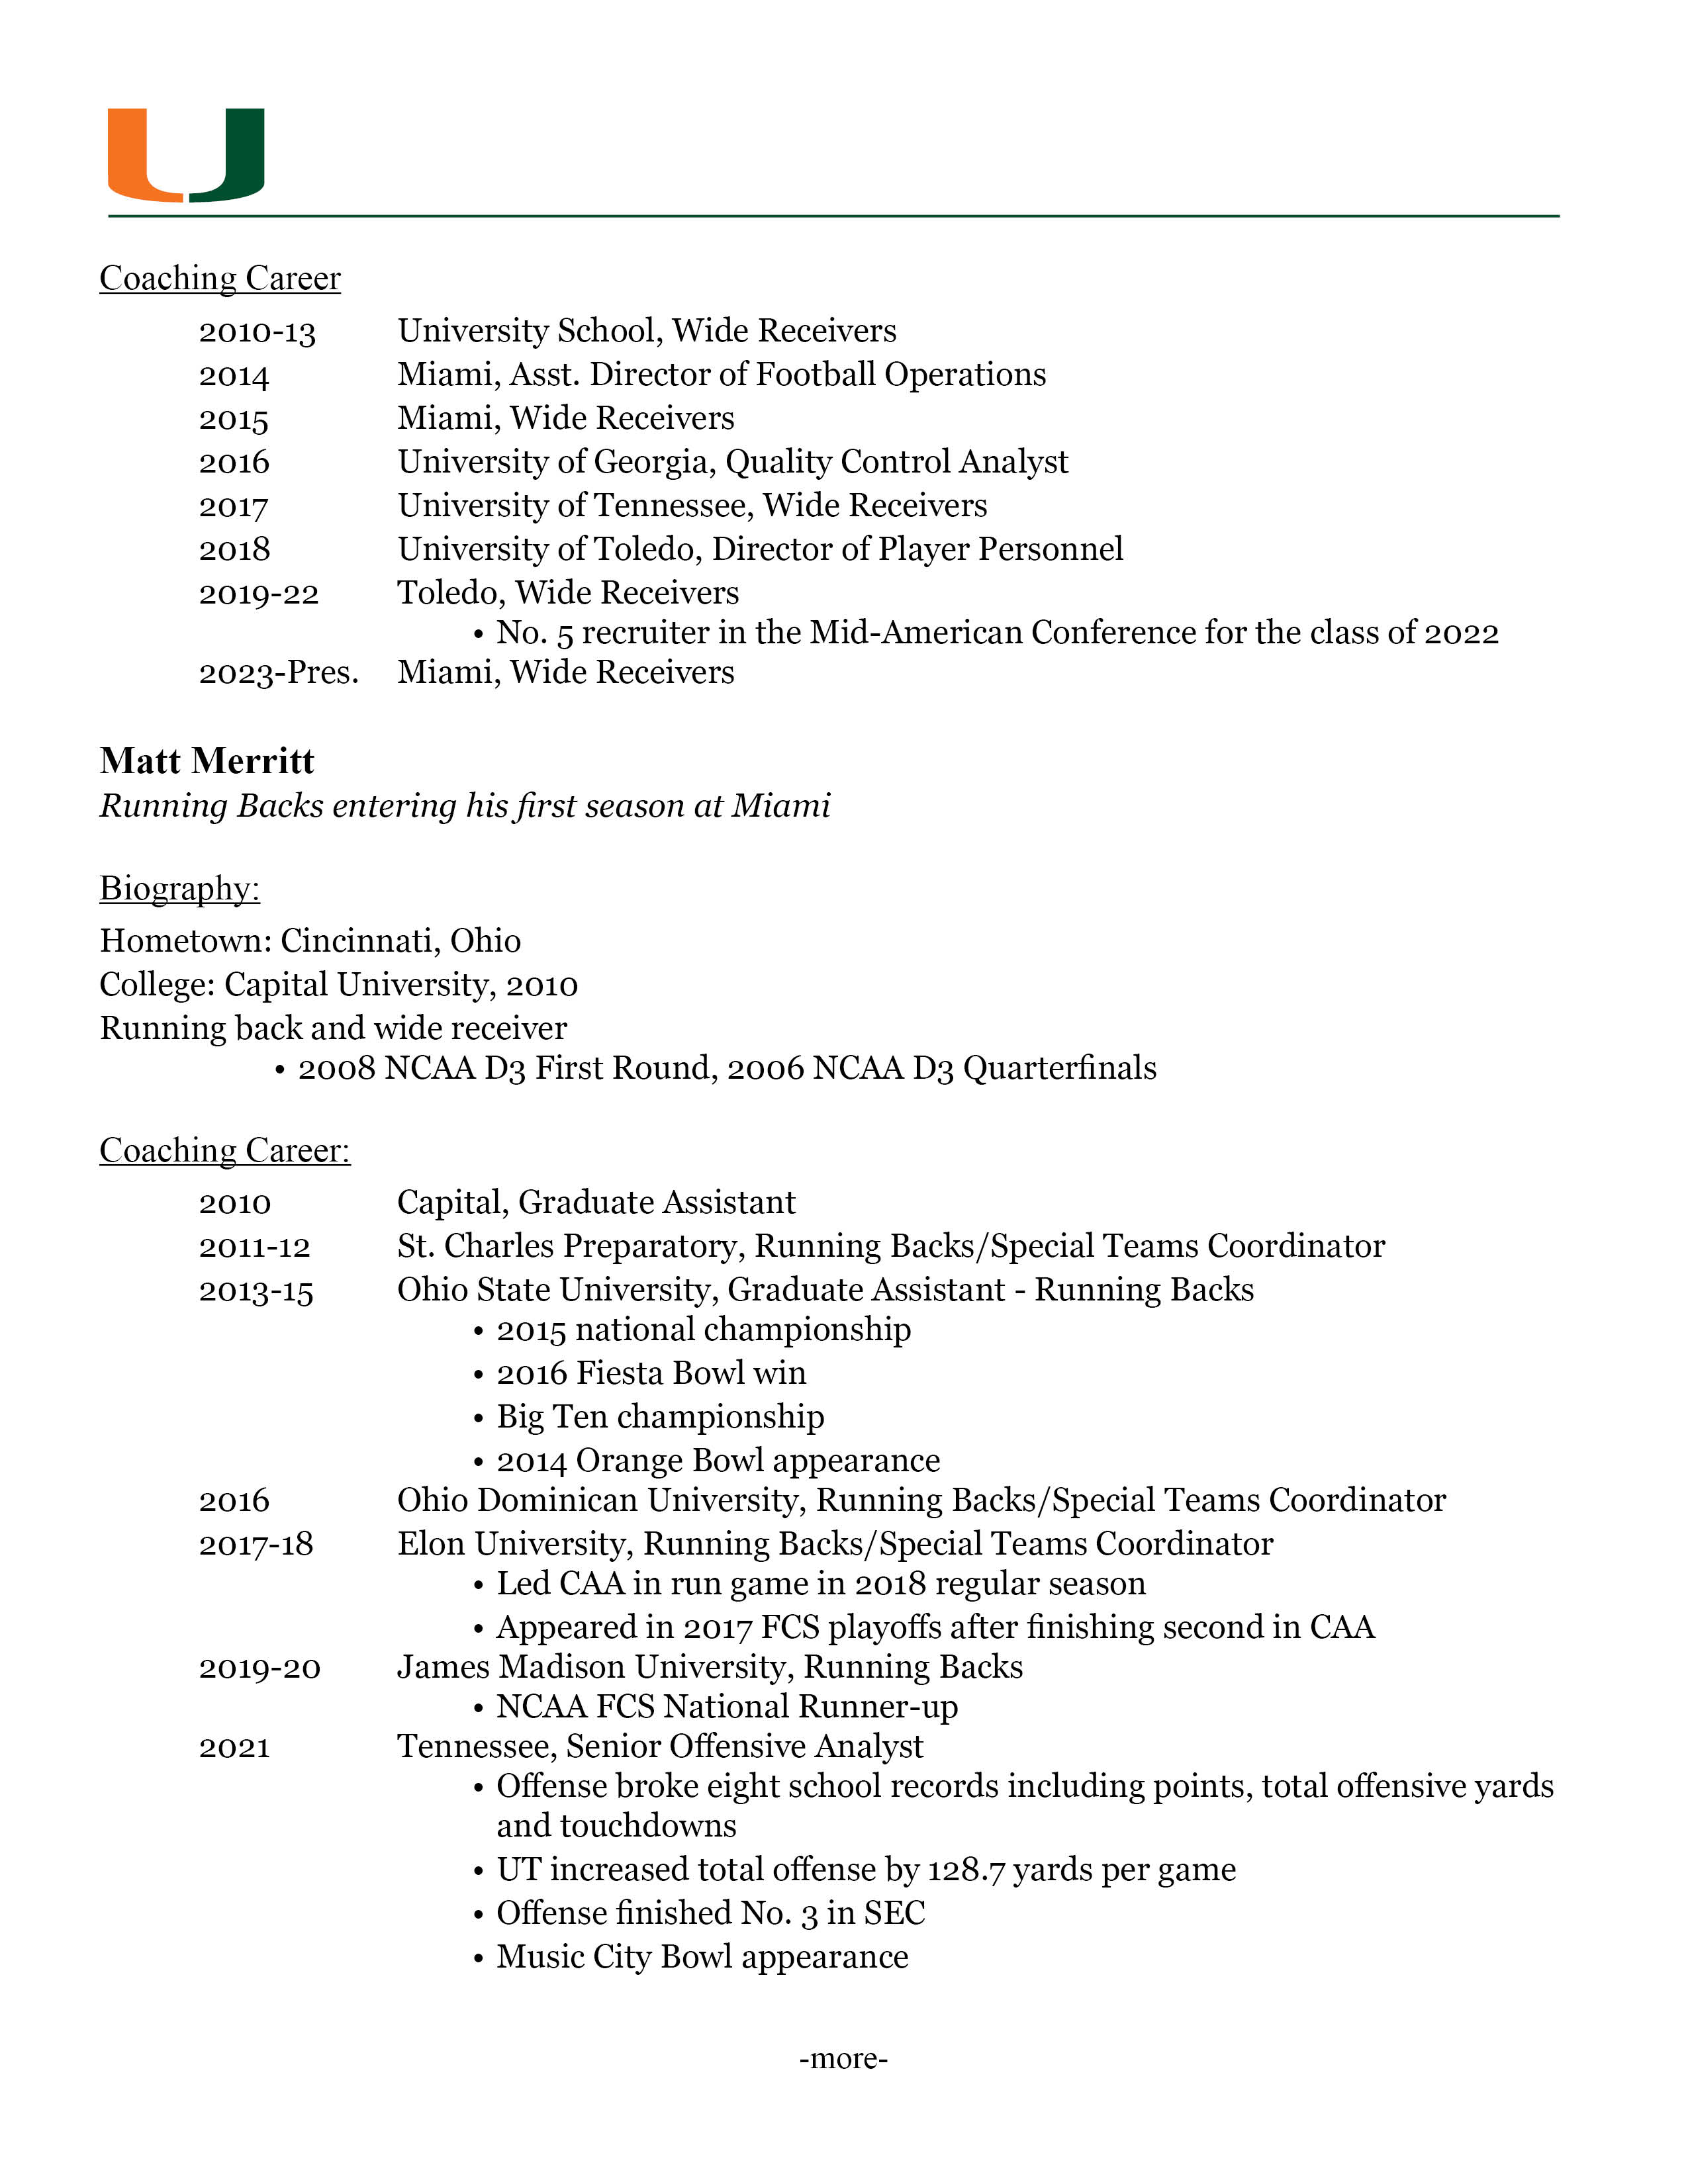 U
Coaching Career
2010-13 University School, Wide Receivers
2014 Miami, Asst. Director of Football Operations
2015 Miami, Wide Receivers
2016 University of Georgia, Quality Control Analyst
2017 University of Tennessee, Wide Receivers
2018 University of Toledo, Director of Player Personnel
2019-22 Toledo, Wide Receivers
• No. 5 recruiter in the Mid-American Conference for the class of 2022
2023-Pres. Miami, Wide Receivers
Matt Merritt
Running Backs entering his first season at Miami
Biography:
Hometown: Cincinnati, Ohio
College: Capital University, 2010
Running back and wide receiver
• 2008 NCAA D3 First Round, 2006 NCAA D3 Quarterfinals
Coaching Career:
2010 Capital, Graduate Assistant
2011-12 St. Charles Preparatory, Running Backs/Special Teams Coordinator
2013-15 Ohio State University, Graduate Assistant - Running Backs
• 2015 national championship
• 2016 Fiesta Bowl win
• Big Ten championship
• 2014 Orange Bowl appearance
2016 Ohio Dominican University, Running Backs/Special Teams Coordinator
2017-18 Elon University, Running Backs/Special Teams Coordinator
• Led CAA in run game in 2018 regular season
• Appeared in 2017 FCS playoffs after finishing second in CAA
2019-20 James Madison University, Running Backs
• NCAA FCS National Runner-up
2021 Tennessee, Senior Offensive Analyst
• Offense broke eight school records including points, total offensive yards
and touchdowns
• UT increased total offense by 128.7 yards per game
• Offense finished No. 3 in SEC
• Music City Bowl appearance
-more-